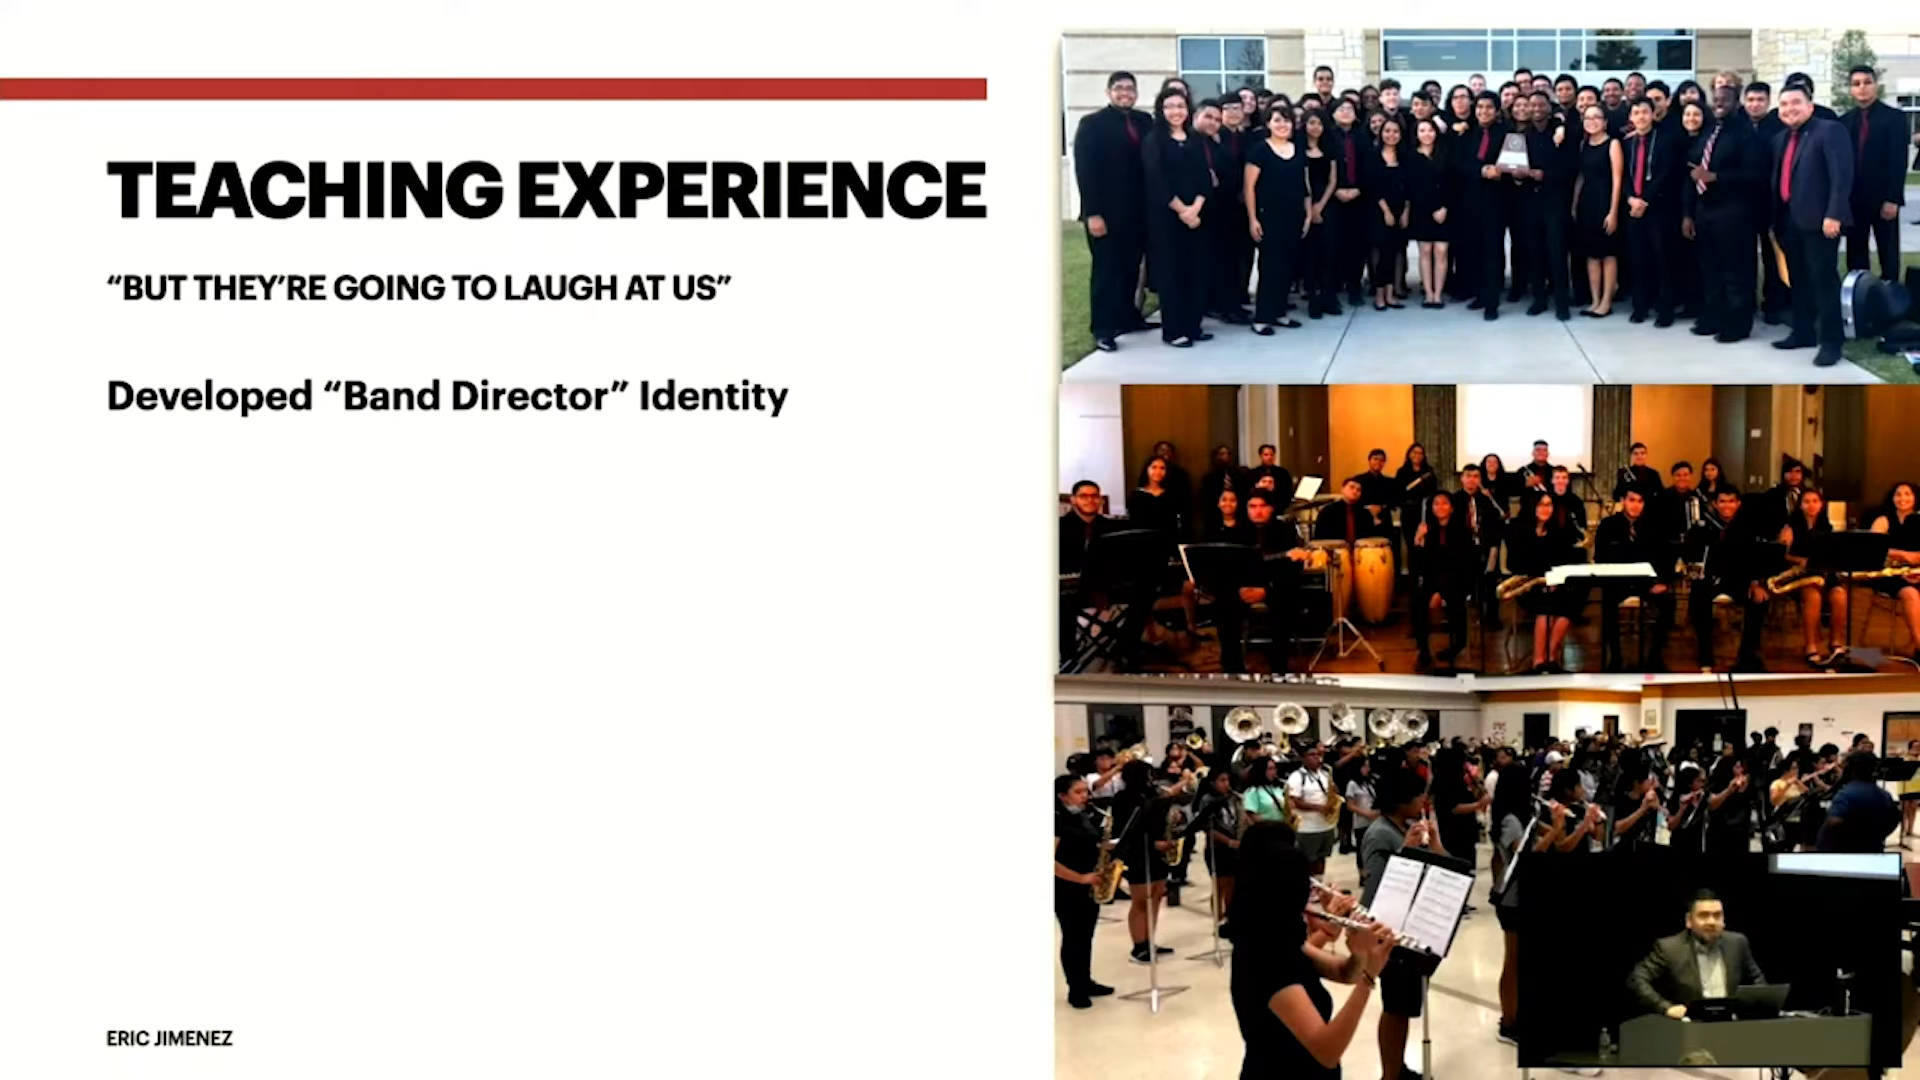 TEACHING EXPERIENCE
“BUT THEY’RE GOING TO LAUGH AT US”
Developed “Band Director” Identity
ERIC JIMENEZ